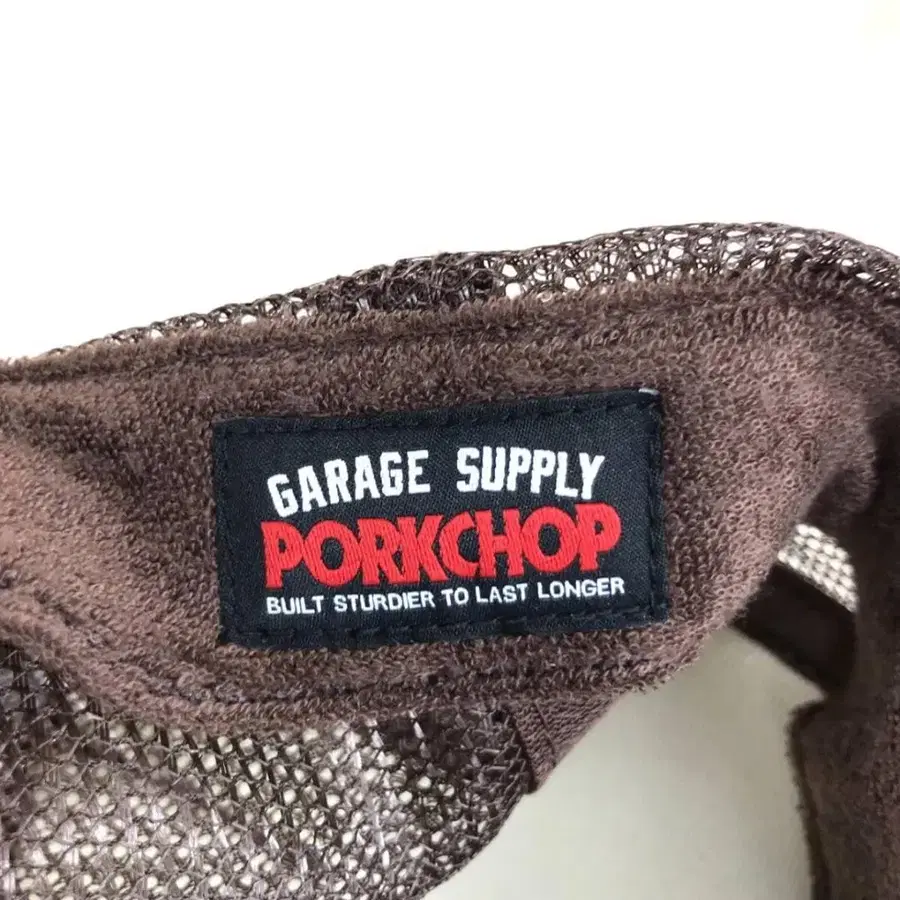 GARAGE SUPPLY
PORKCHOP
BUILT STURDIER TO LAST LONGER